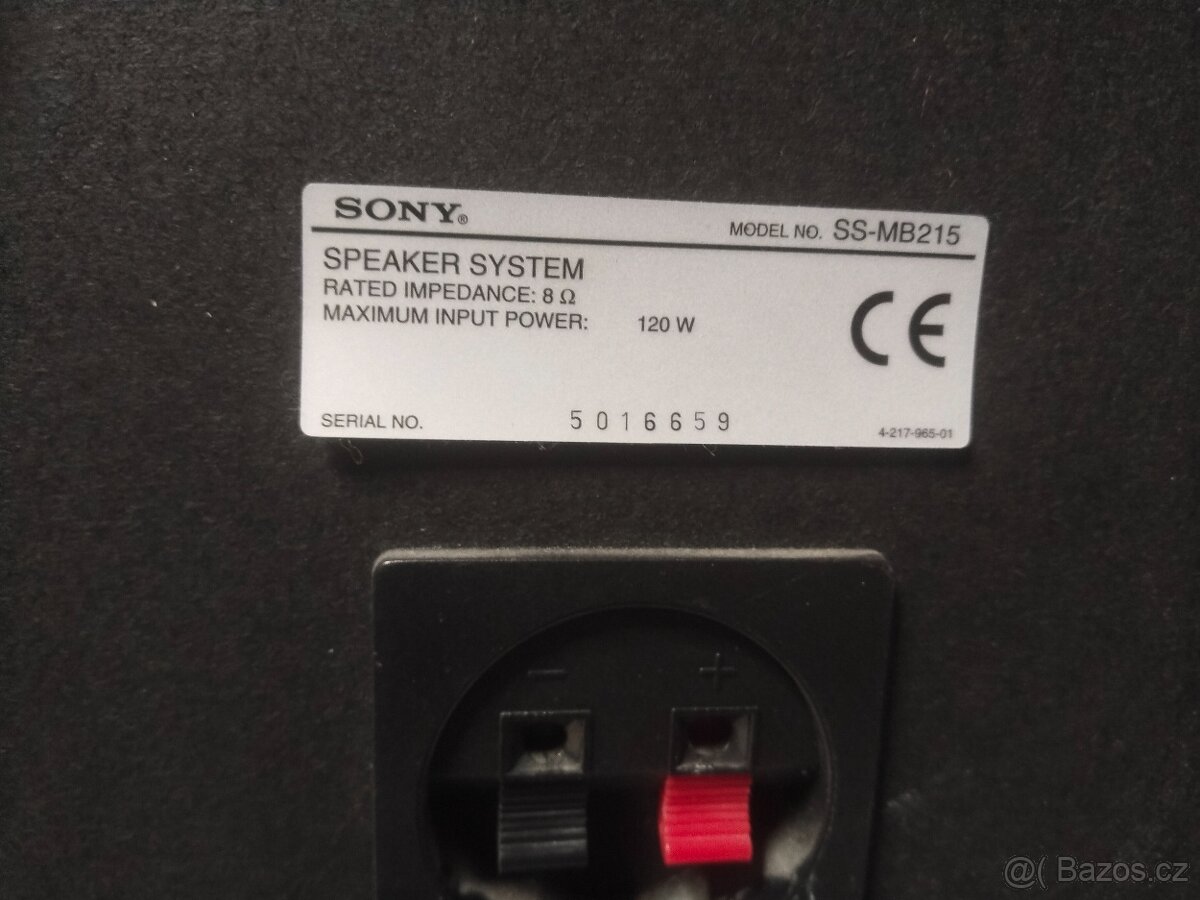 SONY®
MODEL NO. SS-MB215
SPEAKER SYSTEM
RATED IMPEDANCE: 8 Ω
MAXIMUM INPUT POWER: 120 W
CE
SERIAL NO. 5016659
4-217-965-01
− +
@( Bazos.cz